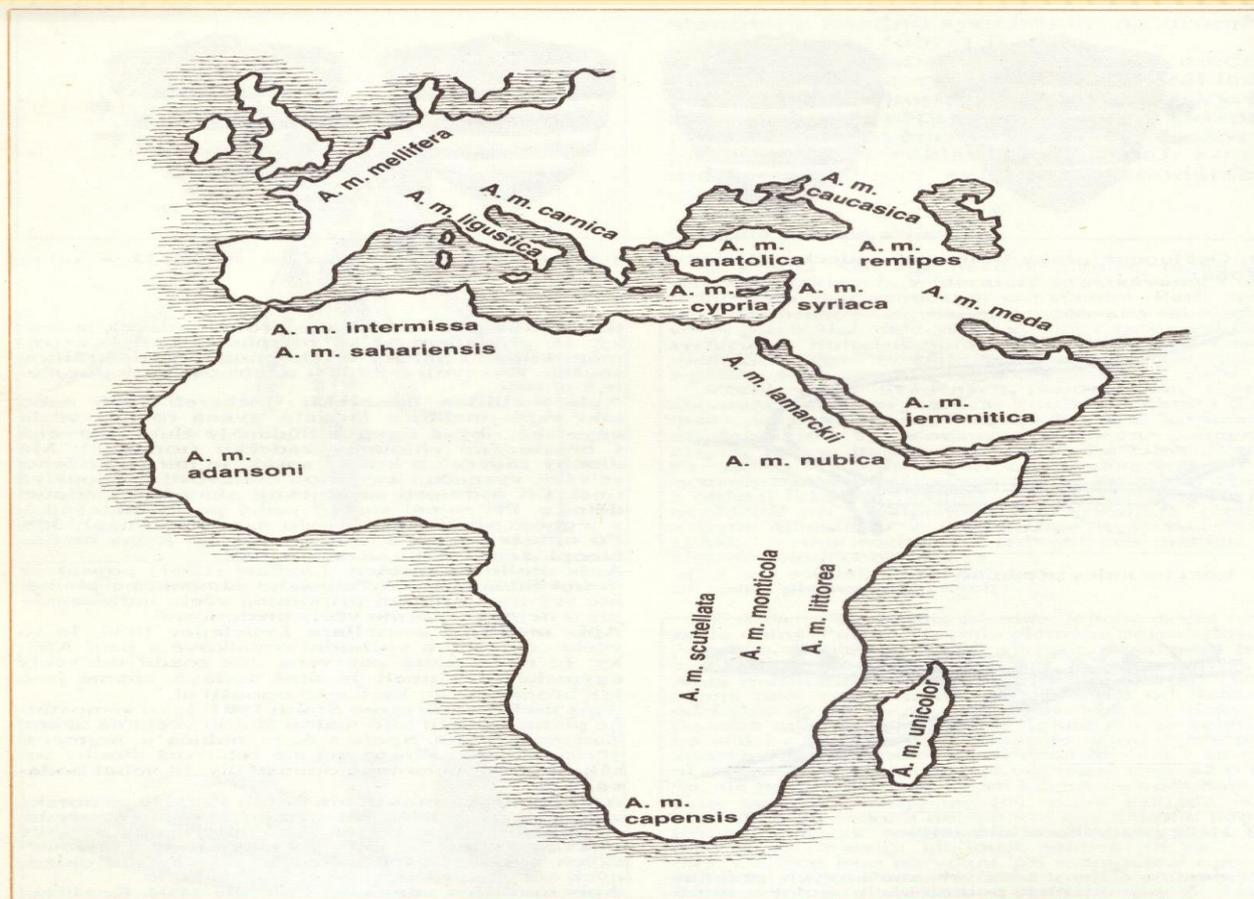 A. m. mellifera
A. m. ligustica
A. m. carnica
A. m.
caucasica
A. m.
anatolica
A. m.
remipes
A. m.
cypria
A. m.
syriaca
A. m. meda
A. m. intermissa
A. m. sahariensis
A. m. lamarckii
A. m.
jemenitica
A. m.
adansoni
A. m. nubica
A. m. scutellata
A. m. monticola
A. m. littorea
A. m. unicolor
A. m.
capensis